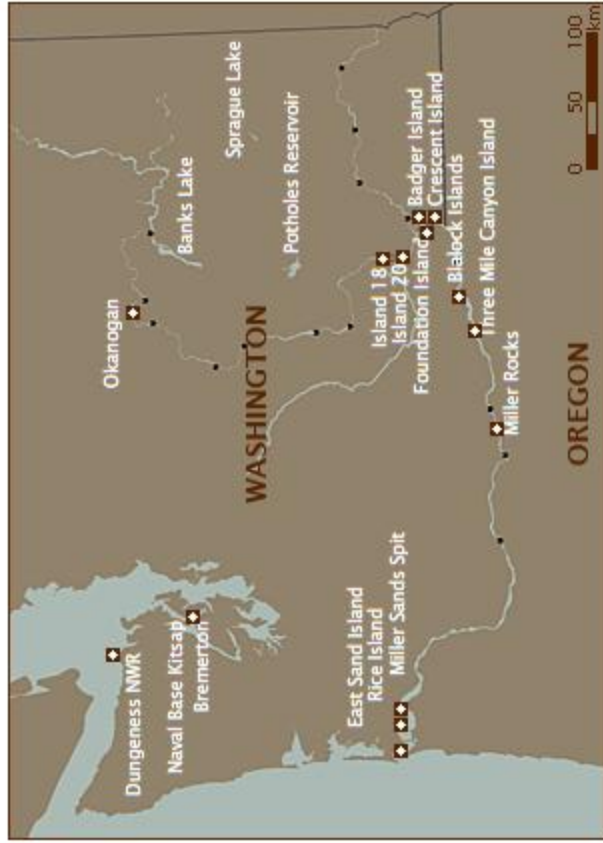 Okanogan
Banks Lake
Sprague Lake
Potholes Reservoir
Dungeness NWR
Naval Base Kitsap
Bremerton
WASHINGTON
East Sand Island
Rice Island
Miller Sands Spit
Island 18
Island 20
Foundation Island
Badger Island
Crescent Island
Blalock Islands
Three Mile Canyon Island
Miller Rocks
OREGON
0 50 100
km